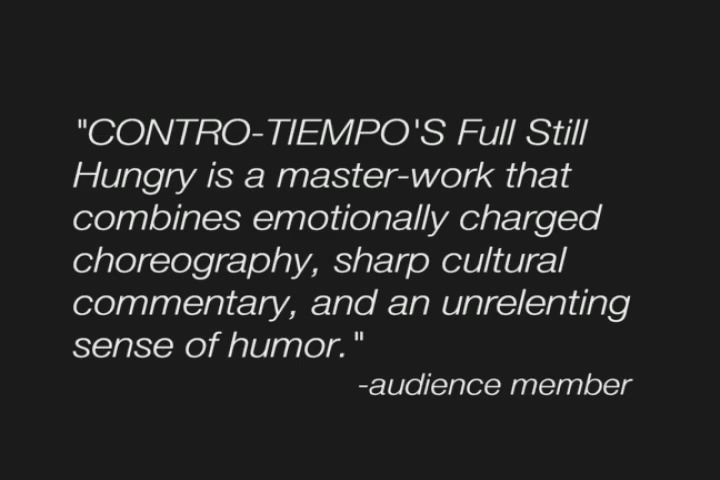 "CONTRO-TIEMPO'S Full Still
Hungry is a master-work that
combines emotionally charged
choreography, sharp cultural
commentary, and an unrelenting
sense of humor."
-audience member